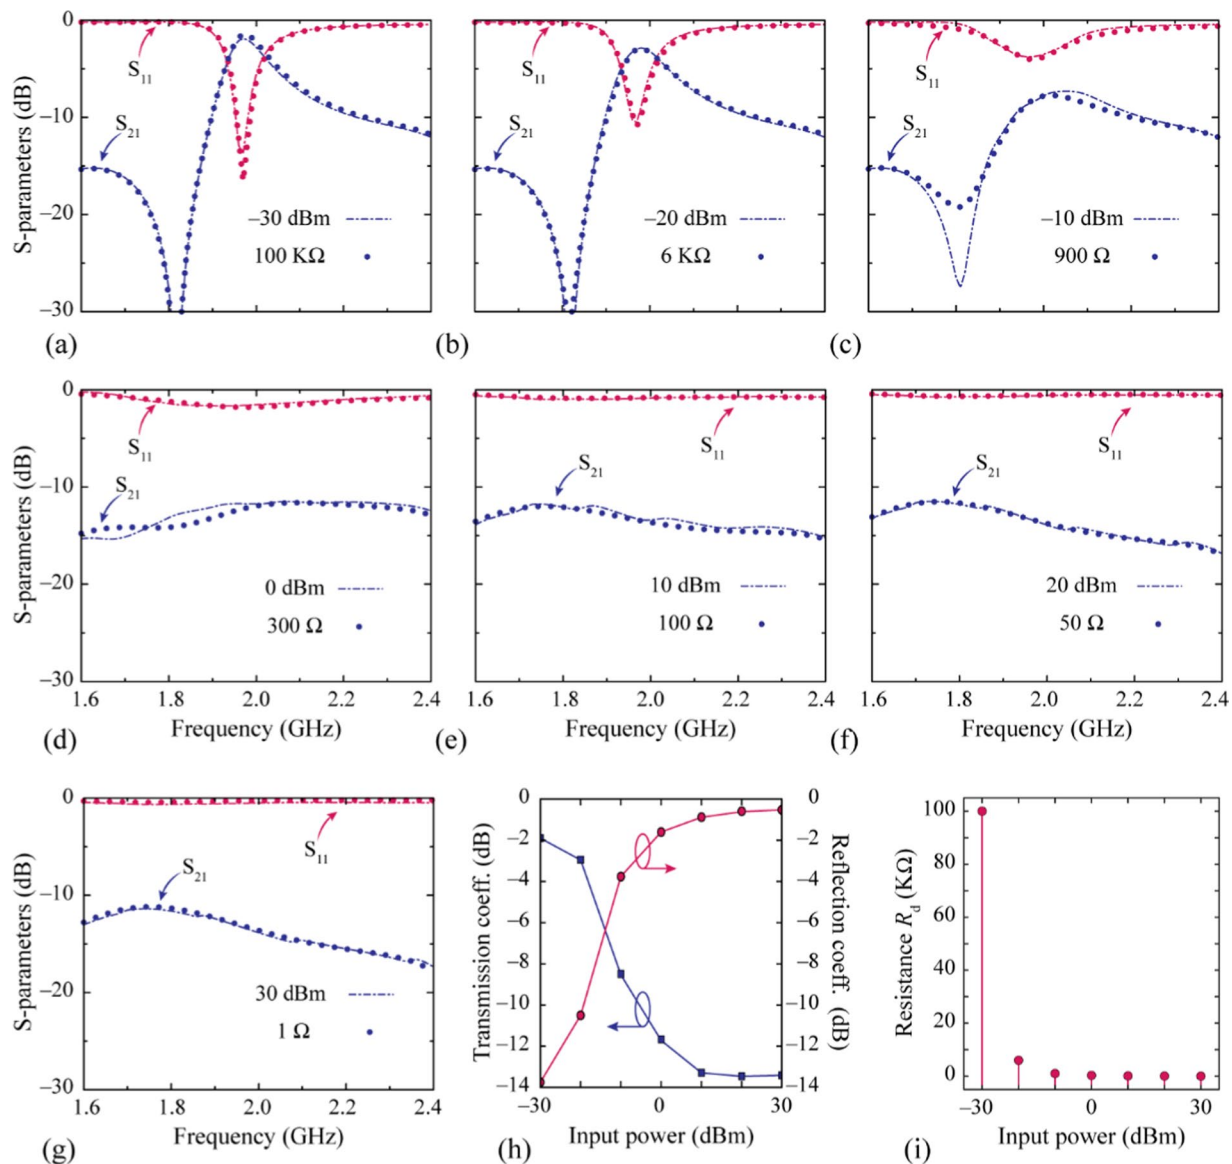 S-parameters (dB)
0
−10
−20
−30
S11
S21
−30 dBm
100 KΩ
(a)
S11
S21
−20 dBm
6 KΩ
(b)
S11
S21
−10 dBm
900 Ω
(c)
S-parameters (dB)
0
−10
−20
−30
S11
S21
0 dBm
300 Ω
1.6 1.8 2.0 2.2 2.4
Frequency (GHz)
(d)
S11
S21
10 dBm
100 Ω
1.6 1.8 2.0 2.2 2.4
Frequency (GHz)
(e)
S11
S21
20 dBm
50 Ω
1.6 1.8 2.0 2.2 2.4
Frequency (GHz)
(f)
S-parameters (dB)
0
−10
−20
−30
S11
S21
30 dBm
1 Ω
1.6 1.8 2.0 2.2 2.4
Frequency (GHz)
(g)
Transmission coeff. (dB)
0
−2
−4
−6
−8
−10
−12
−14
0
−2
−4
−6
−8
−10
−12
−14
Reflection coeff. (dB)
−30 0 30
Input power (dBm)
(h)
Resistance Rd (KΩ)
100
80
60
40
20
0
−30 0 30
Input power (dBm)
(i)